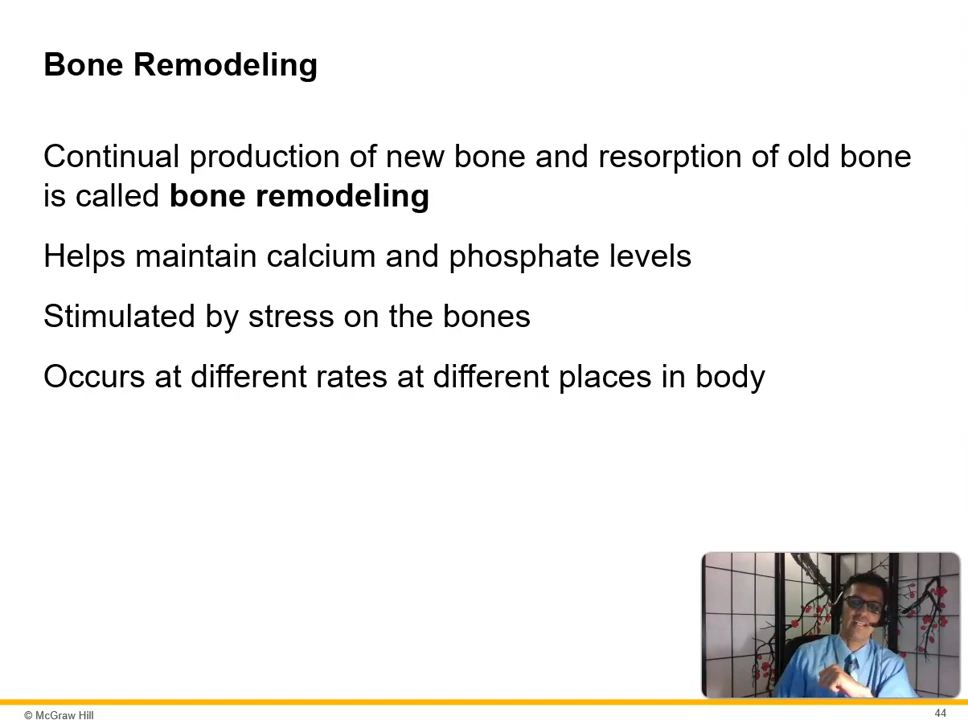 Bone Remodeling
Continual production of new bone and resorption of old bone
is called bone remodeling
Helps maintain calcium and phosphate levels
Stimulated by stress on the bones
Occurs at different rates at different places in body
© McGraw Hill
44